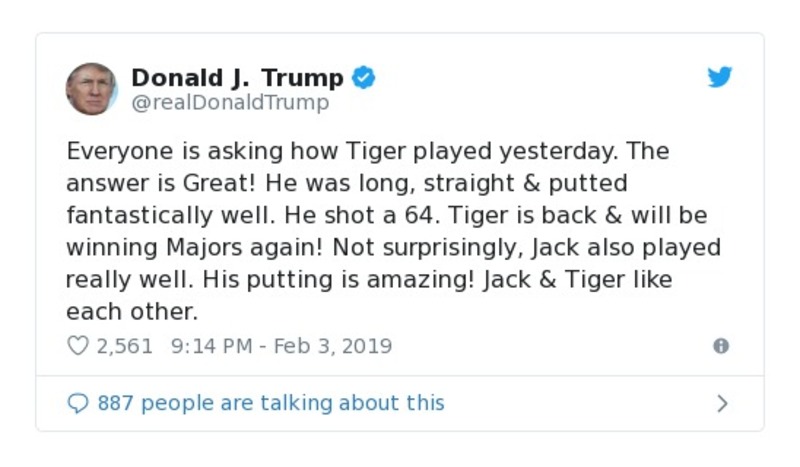 Donald J. Trump
@realDonaldTrump
Everyone is asking how Tiger played yesterday. The
answer is Great! He was long, straight & putted
fantastically well. He shot a 64. Tiger is back & will be
winning Majors again! Not surprisingly, Jack also played
really well. His putting is amazing! Jack & Tiger like
each other.
2,561 9:14 PM - Feb 3, 2019
887 people are talking about this